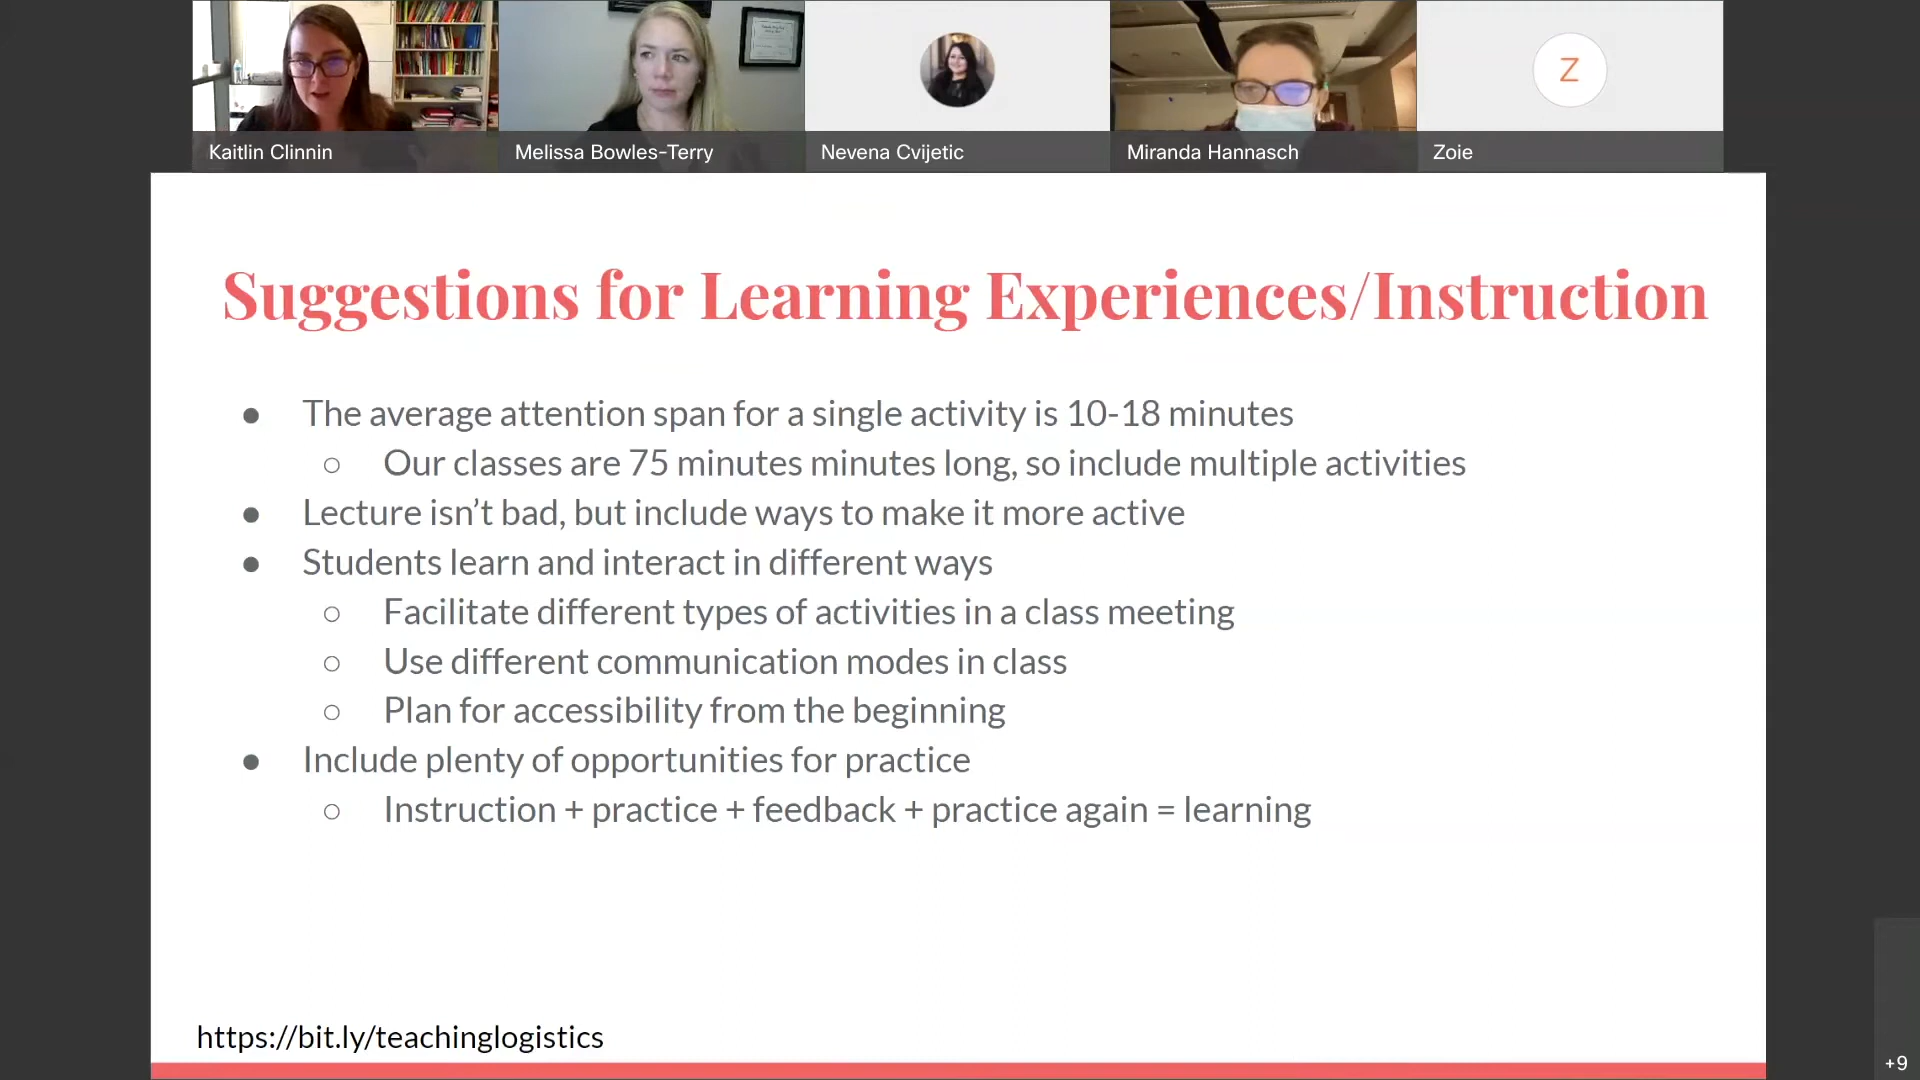 Kaitlin Clinnin
Melissa Bowles-Terry
Nevena Cvijetic
Miranda Hannasch
Z
Zoie
Suggestions for Learning Experiences/Instruction
● The average attention span for a single activity is 10-18 minutes
○ Our classes are 75 minutes minutes long, so include multiple activities
● Lecture isn’t bad, but include ways to make it more active
● Students learn and interact in different ways
○ Facilitate different types of activities in a class meeting
○ Use different communication modes in class
○ Plan for accessibility from the beginning
● Include plenty of opportunities for practice
○ Instruction + practice + feedback + practice again = learning
https://bit.ly/teachinglogistics
+9